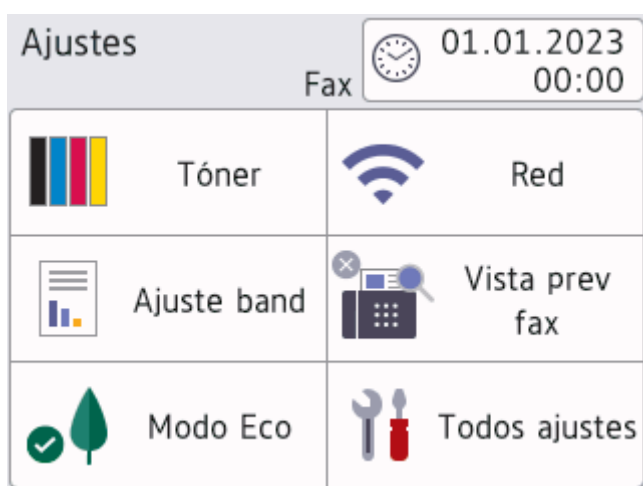 Ajustes
Fax
01.01.2023
00:00
Tóner
Red
Ajuste band
Vista prev
fax
Modo Eco
Todos ajustes